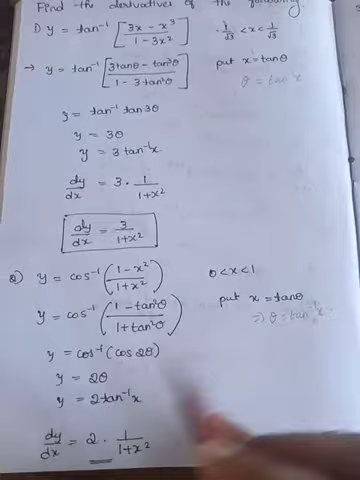 Find the derivatives of the following.
1) y = tan⁻¹ [3x - x³ / 1 - 3x²] -1/√3 < x < 1/√3
→ y = tan⁻¹ [3tanθ - tan³θ / 1 - 3tan²θ] put x = tanθ
θ = tan⁻¹x
y = tan⁻¹ tan3θ
y = 3θ
y = 3 tan⁻¹x.
dy/dx = 3 · 1/1+x²
dy/dx = 3/1+x²
2) y = cos⁻¹ (1 - x² / 1 + x²) 0 < x < 1
y = cos⁻¹ (1 - tan²θ / 1 + tan²θ) put x = tanθ
⇒ θ = tan⁻¹x.
y = cos⁻¹ (cos 2θ)
y = 2θ
y = 2tan⁻¹x
dy/dx = 2 · 1/1+x²